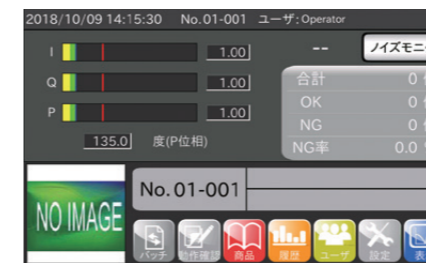 2018/10/09 14:15:30 No.01-001 ユーザ:Operator
I 1.00
-- ノイズモニ
Q 1.00
P 1.00
135.0 度(P位相)
合計 0
OK 0
NG 0
NG率 0.0
No.01-001
NO IMAGE
バッチ 動作確認 商品 履歴 ユーザ 設定 表